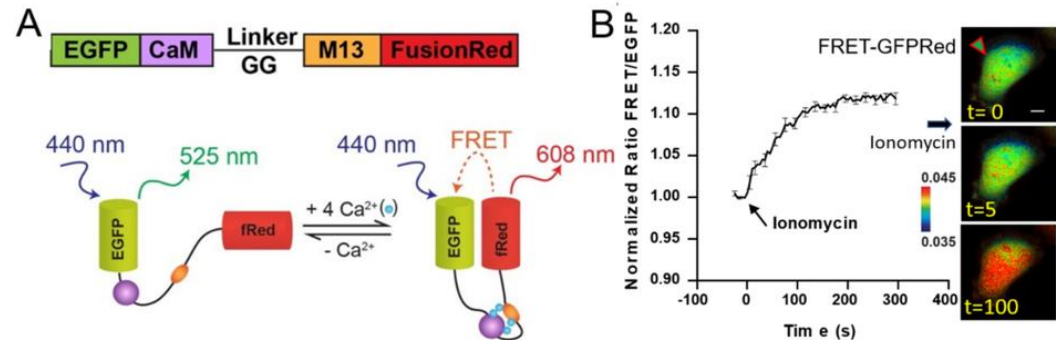 A
EGFP CaM Linker GG M13 FusionRed
440 nm
525 nm
EGFP
fRed
+ 4 Ca²⁺(●)
- Ca²⁺
440 nm
FRET
608 nm
EGFP
fRed
B
Normalized Ratio FRET/EGFP
1.20
1.15
1.10
1.05
1.00
0.95
0.90
-100 0 100 200 300 400
Tim e (s)
Ionomycin
FRET-GFPRed
Ionomycin
0.045
0.035
t= 0
t=5
t=100